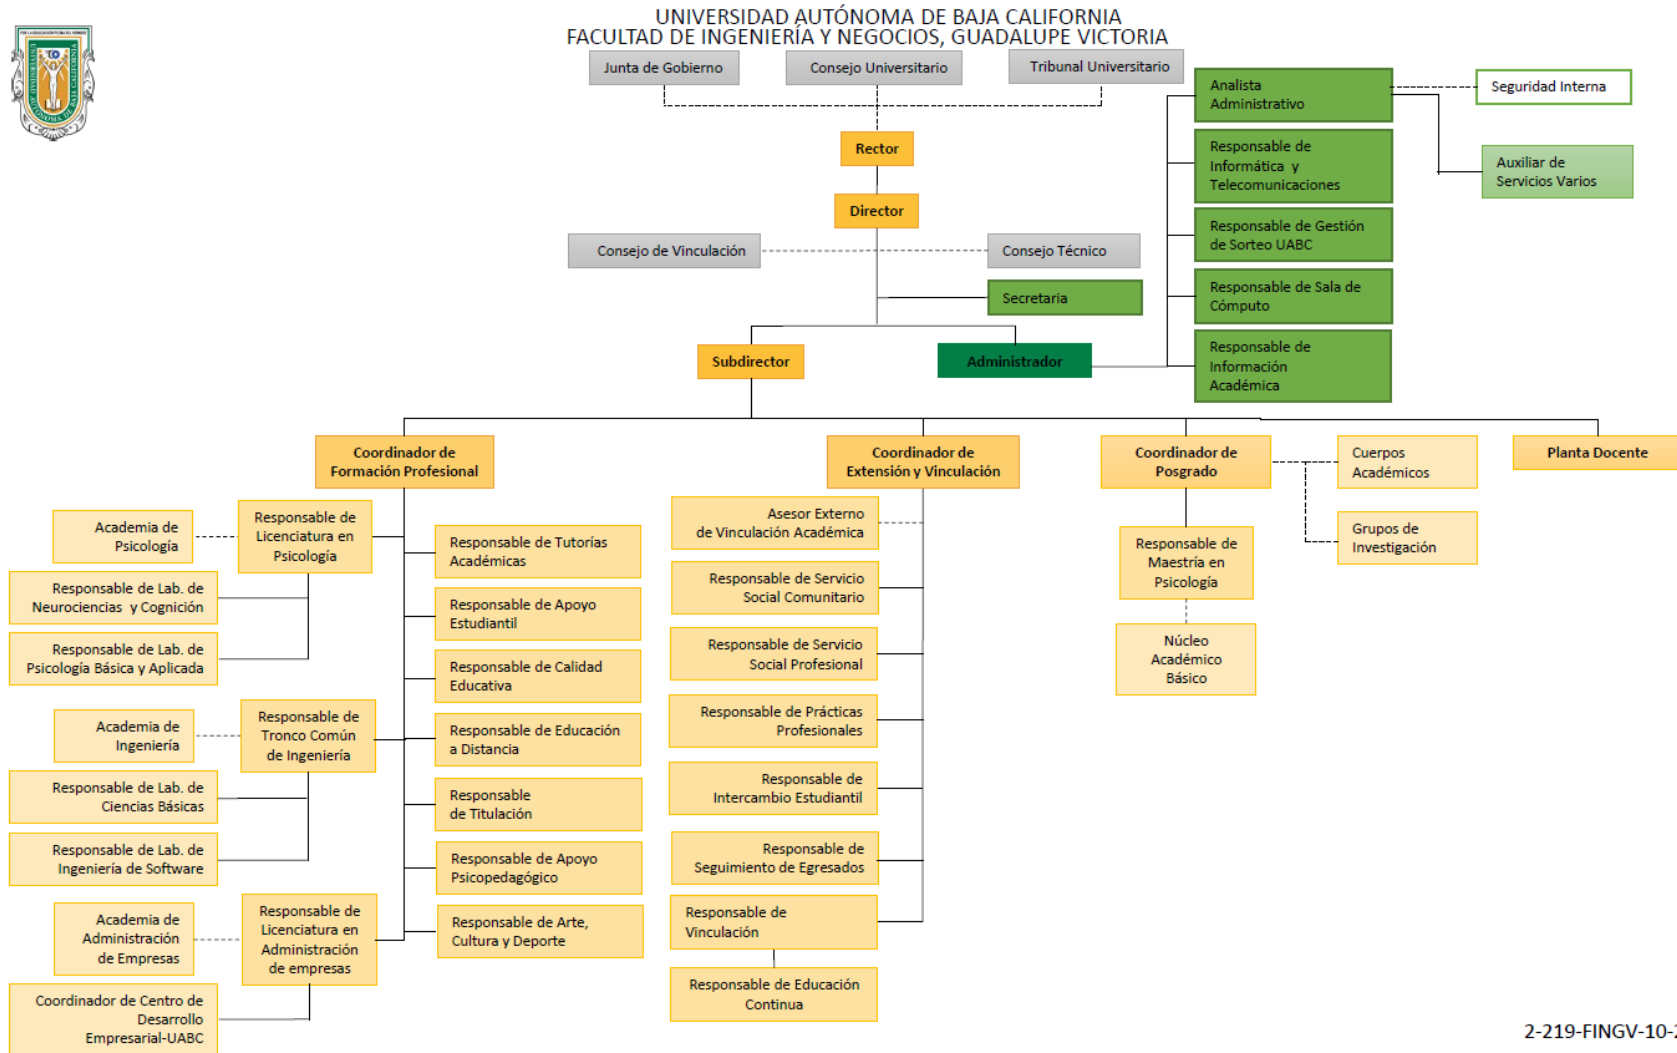 UNIVERSIDAD AUTÓNOMA DE BAJA CALIFORNIA
FACULTAD DE INGENIERÍA Y NEGOCIOS, GUADALUPE VICTORIA
Junta de Gobierno
Consejo Universitario
Tribunal Universitario
Rector
Director
Consejo de Vinculación
Consejo Técnico
Secretaria
Subdirector
Administrador
Analista
Administrativo
Seguridad Interna
Auxiliar de
Servicios Varios
Responsable de
Informática y
Telecomunicaciones
Responsable de Gestión
de Sorteo UABC
Responsable de Sala de
Cómputo
Responsable de
Información
Académica
Coordinador de
Formación Profesional
Academia de
Psicología
Responsable de
Licenciatura en
Psicología
Responsable de Lab. de
Neurociencias y Cognición
Responsable de Lab. de
Psicología Básica y Aplicada
Academia de
Ingeniería
Responsable de
Tronco Común
de Ingeniería
Responsable de Lab. de
Ciencias Básicas
Responsable de Lab. de
Ingeniería de Software
Academia de
Administración
de Empresas
Responsable de
Licenciatura en
Administración
de empresas
Coordinador de Centro de
Desarrollo
Empresarial-UABC
Responsable de Tutorías
Académicas
Responsable de Apoyo
Estudiantil
Responsable de Calidad
Educativa
Responsable de Educación
a Distancia
Responsable
de Titulación
Responsable de Apoyo
Psicopedagógico
Responsable de Arte,
Cultura y Deporte
Coordinador de
Extensión y Vinculación
Asesor Externo
de Vinculación Académica
Responsable de Servicio
Social Comunitario
Responsable de Servicio
Social Profesional
Responsable de Prácticas
Profesionales
Responsable de
Intercambio Estudiantil
Responsable de
Seguimiento de Egresados
Responsable de
Vinculación
Responsable de Educación
Continua
Coordinador de
Posgrado
Cuerpos
Académicos
Grupos de
Investigación
Responsable de
Maestría en
Psicología
Núcleo
Académico
Básico
Planta Docente
2-219-FINGV-10-2